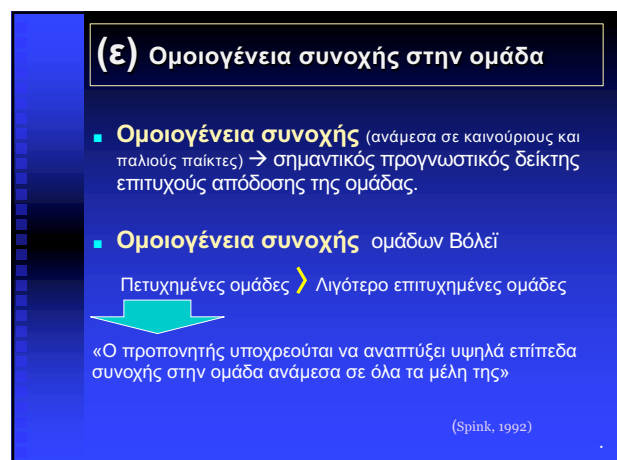 (ε) Ομοιογένεια συνοχής στην ομάδα
Ομοιογένεια συνοχής (ανάμεσα σε καινούριους και
παλιούς παίκτες) → σημαντικός προγνωστικός δείκτης
επιτυχούς απόδοσης της ομάδας.
Ομοιογένεια συνοχής ομάδων Βόλεϊ
Πετυχημένες ομάδες 〉 Λιγότερο επιτυχημένες ομάδες
«Ο προπονητής υποχρεούται να αναπτύξει υψηλά επίπεδα
συνοχής στην ομάδα ανάμεσα σε όλα τα μέλη της»
(Spink, 1992)
.